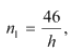 n₁ = 46/h,